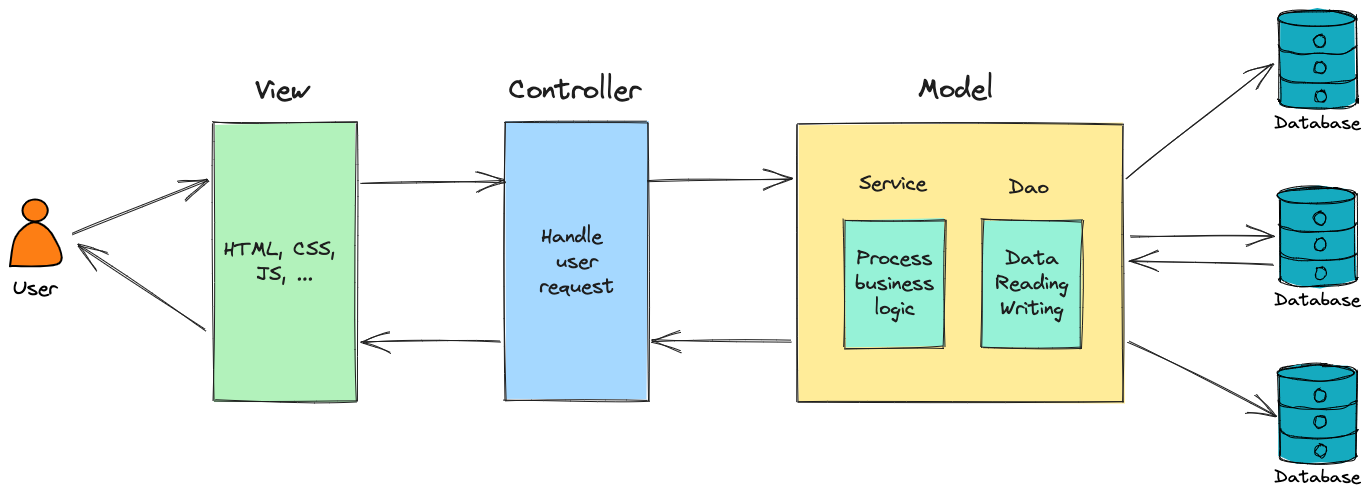 View
Controller
Model
User
HTML, CSS,
JS, ...
Handle
user
request
Service
Process
business
logic
Dao
Data
Reading
Writing
Database
Database
Database